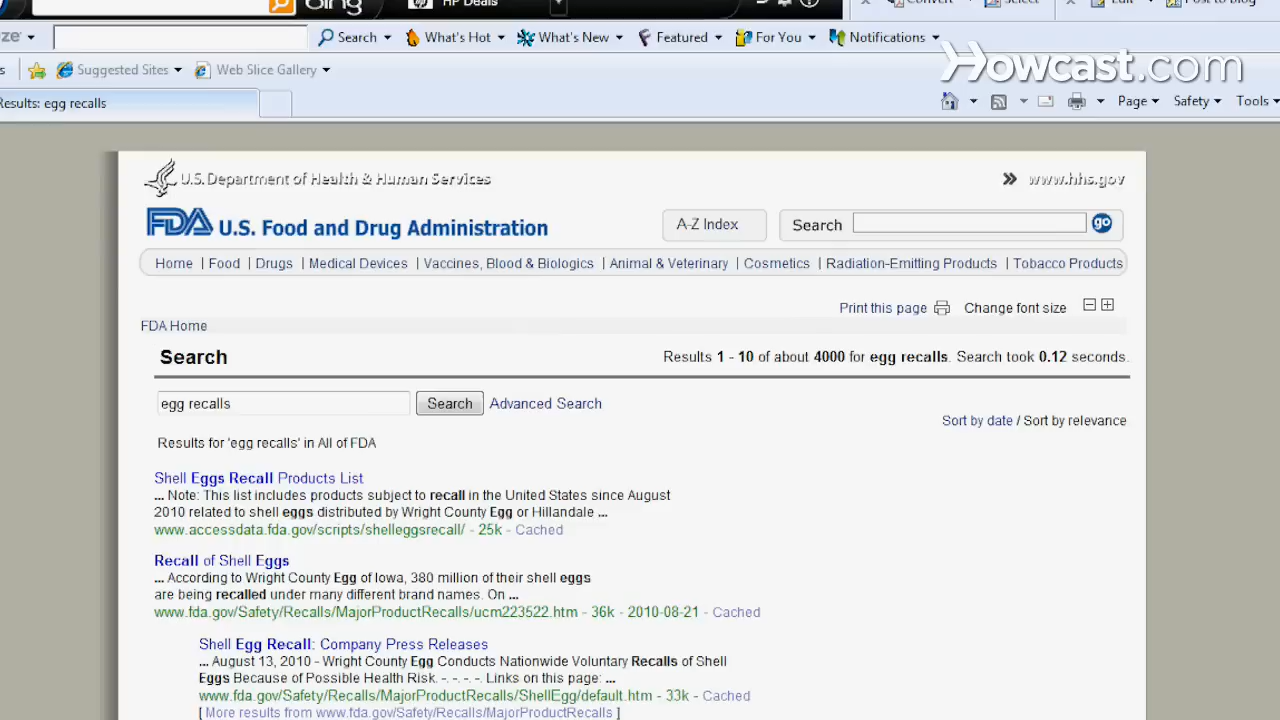 bing
HP Deals
Convert
Select
Edit
Post to Blog
Search
What's Hot
What's New
Featured
For You
Notifications
Howcast.com
Suggested Sites
Web Slice Gallery
Results: egg recalls
Page
Safety
Tools
U.S. Department of Health & Human Services
www.hhs.gov
FDA U.S. Food and Drug Administration
A-Z Index
Search
go
Home | Food | Drugs | Medical Devices | Vaccines, Blood & Biologics | Animal & Veterinary | Cosmetics | Radiation-Emitting Products | Tobacco Products
Print this page
Change font size
FDA Home
Search
Results 1 - 10 of about 4000 for egg recalls. Search took 0.12 seconds.
egg recalls
Search
Advanced Search
Sort by date / Sort by relevance
Results for 'egg recalls' in All of FDA
Shell Eggs Recall Products List
... Note: This list includes products subject to recall in the United States since August
2010 related to shell eggs distributed by Wright County Egg or Hillandale ...
www.accessdata.fda.gov/scripts/shelleggsrecall/ - 25k - Cached
Recall of Shell Eggs
... According to Wright County Egg of Iowa, 380 million of their shell eggs
are being recalled under many different brand names. On ...
www.fda.gov/Safety/Recalls/MajorProductRecalls/ucm223522.htm - 36k - 2010-08-21 - Cached
Shell Egg Recall: Company Press Releases
... August 13, 2010 - Wright County Egg Conducts Nationwide Voluntary Recalls of Shell
Eggs Because of Possible Health Risk. -. -. -. -. Links on this page: ...
www.fda.gov/Safety/Recalls/MajorProductRecalls/ShellEgg/default.htm - 33k - Cached
[ More results from www.fda.gov/Safety/Recalls/MajorProductRecalls ]